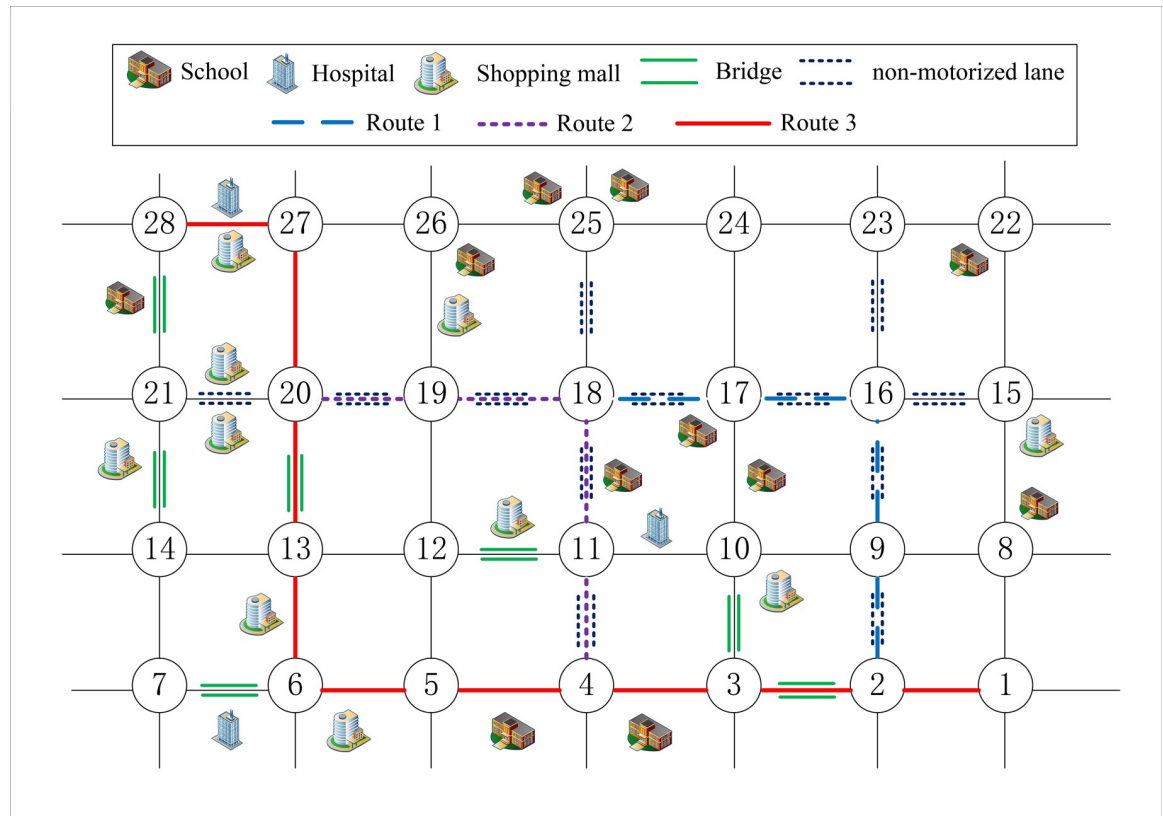 School Hospital Shopping mall Bridge non-motorized lane
Route 1 Route 2 Route 3
28 27 26 25 24 23 22
21 20 19 18 17 16 15
14 13 12 11 10 9 8
7 6 5 4 3 2 1